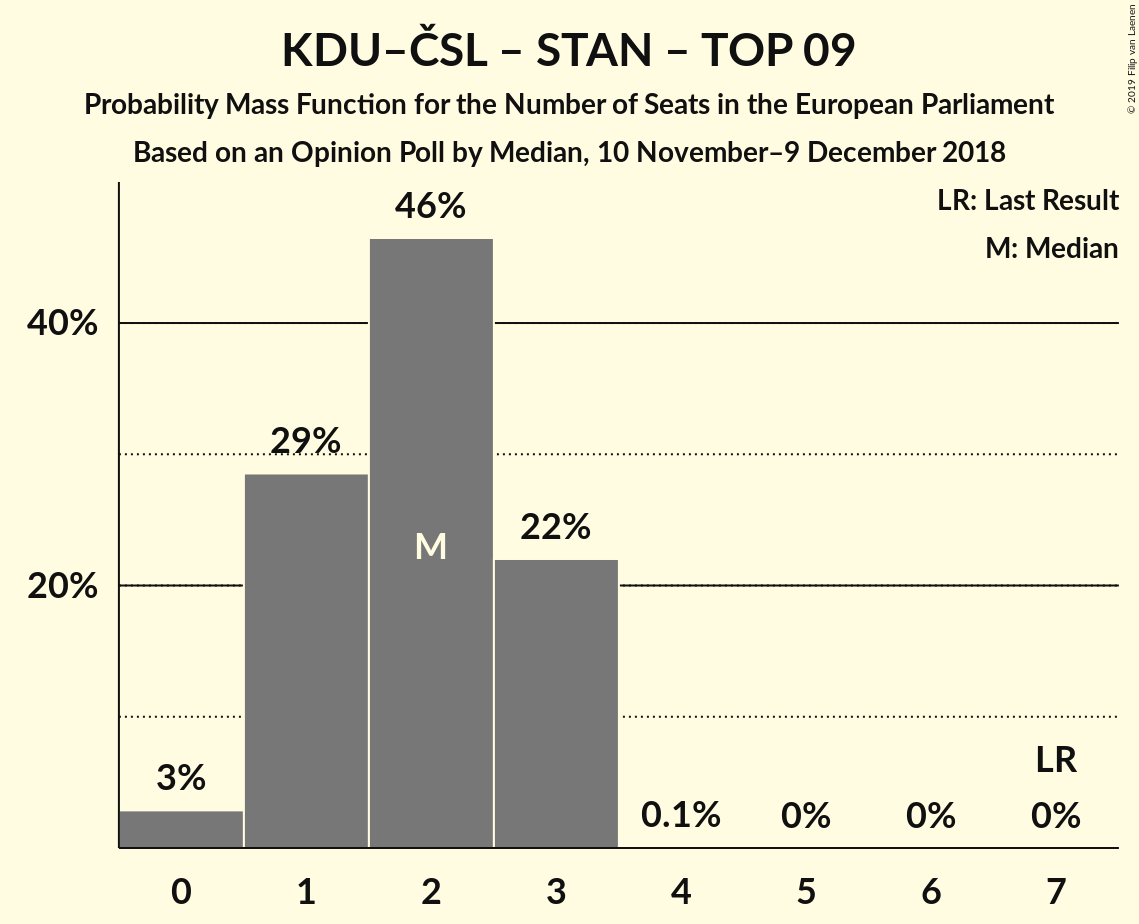 KDU–ČSL – STAN – TOP 09
Probability Mass Function for the Number of Seats in the European Parliament
Based on an Opinion Poll by Median, 10 November–9 December 2018
© 2019 Filip van Laenen
LR: Last Result
M: Median
46%
40%
29%
22%
M
20%
3%
LR
0.1%
0%
0%
0%
0 1 2 3 4 5 6 7